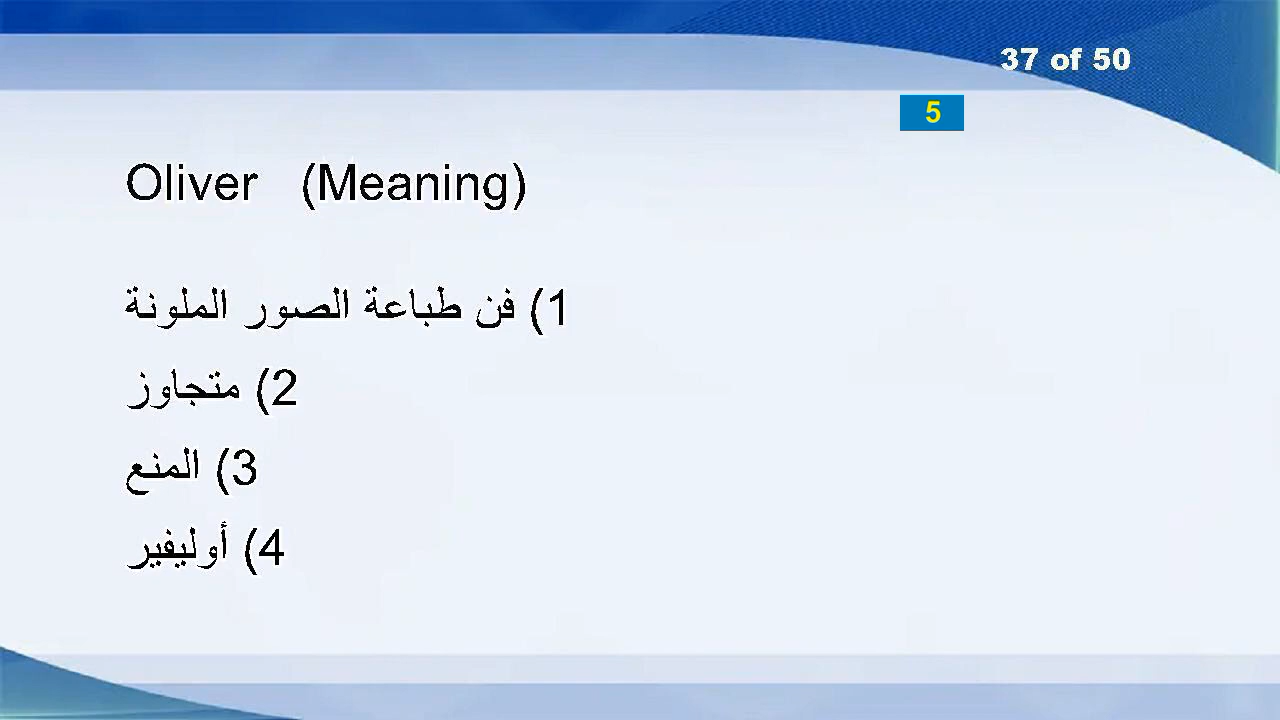 37 of 50
5
Oliver (Meaning)
1) فن طباعة الصور الملونة
2) متجاوز
3) المنع
4) أوليفير